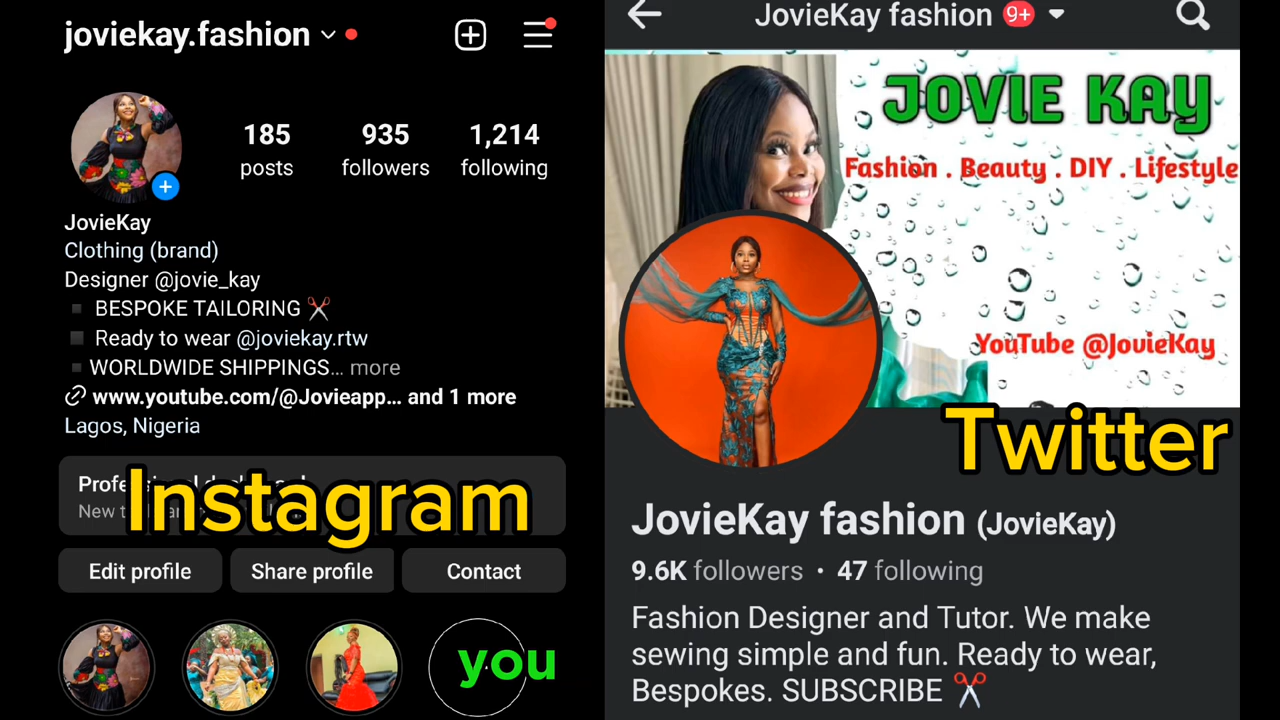 joviekay.fashion
185
posts
935
followers
1,214
following
JovieKay
Clothing (brand)
Designer @jovie_kay
BESPOKE TAILORING ✂️
Ready to wear @joviekay.rtw
WORLDWIDE SHIPPINGS... more
www.youtube.com/@Jovieapp... and 1 more
Lagos, Nigeria
Instagram
Edit profile
Share profile
Contact
you
JovieKay fashion 9+
JOVIE KAY
Fashion . Beauty . DIY . Lifestyle
YouTube @JovieKay
Twitter
JovieKay fashion (JovieKay)
9.6K followers • 47 following
Fashion Designer and Tutor. We make
sewing simple and fun. Ready to wear,
Bespokes. SUBSCRIBE ✂️